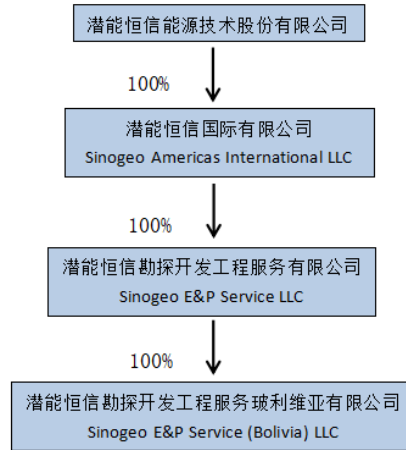 潜能恒信能源技术股份有限公司
100%
潜能恒信国际有限公司
Sinogeo Americas International LLC
100%
潜能恒信勘探开发工程服务有限公司
Sinogeo E&P Service LLC
100%
潜能恒信勘探开发工程服务玻利维亚有限公司
Sinogeo E&P Service (Bolivia) LLC